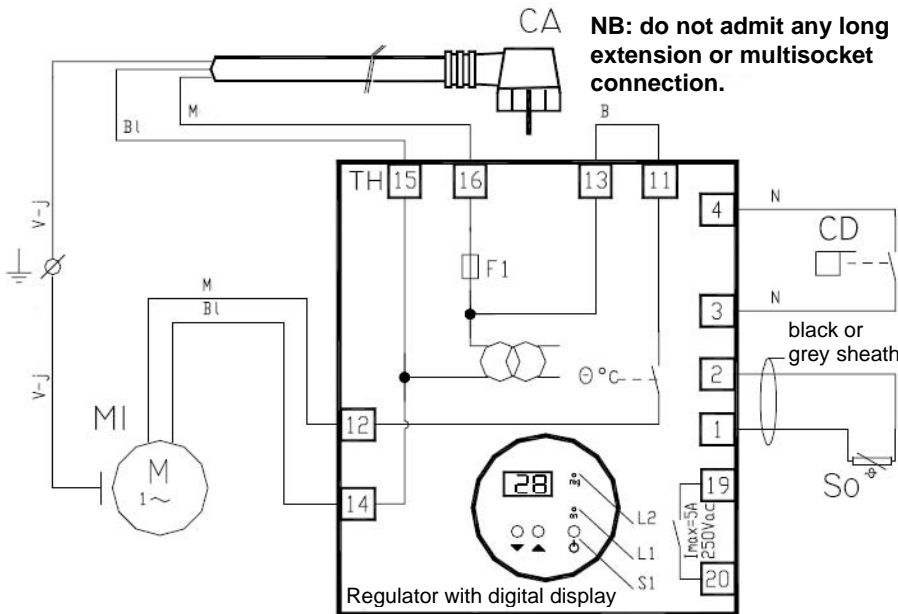 CA
NB: do not admit any long
extension or multisocket
connection.
M
B
Bl
TH
15
16
13
11
4
N
V-j
CD
F1
M
Bl
3
N
black or
grey sheath
2
Θ°c
V-j
MI
12
1
M
1~
28
reg
So
19
14
on
L2
Imax=5A
250Vac
L1
20
S1
Regulator with digital display